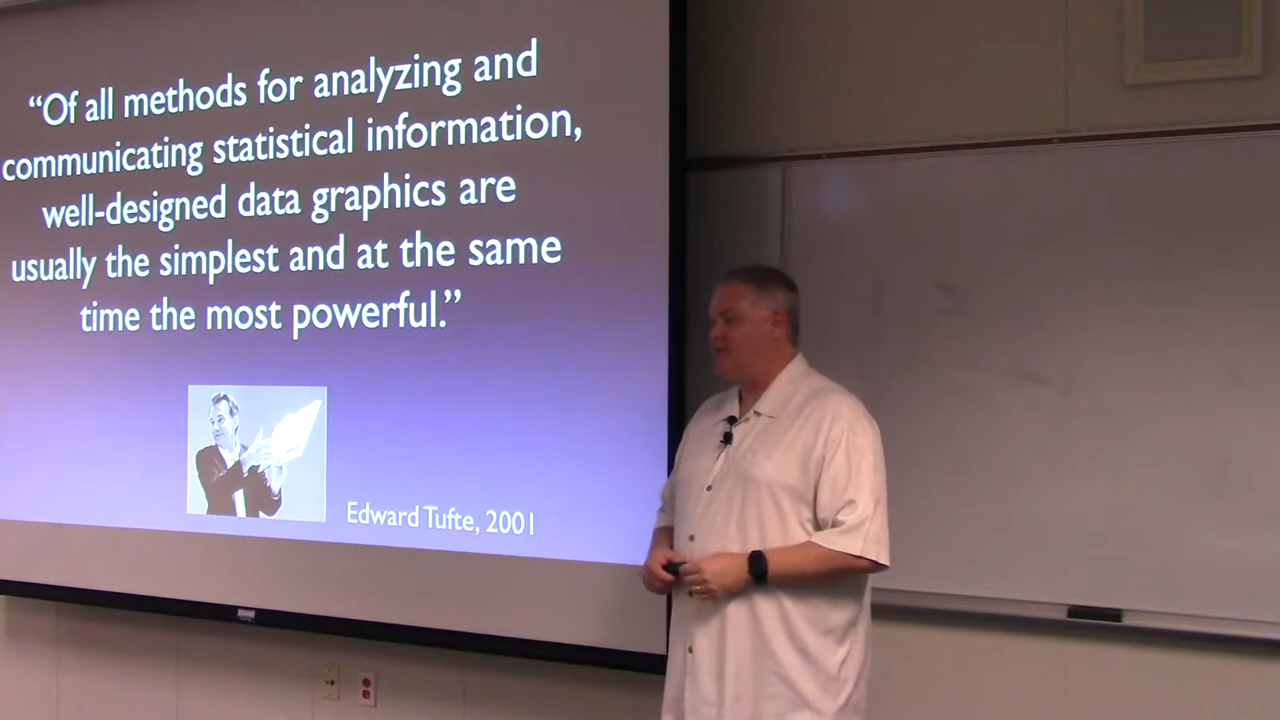 “Of all methods for analyzing and
communicating statistical information,
well-designed data graphics are
usually the simplest and at the same
time the most powerful.”
Edward Tufte, 2001